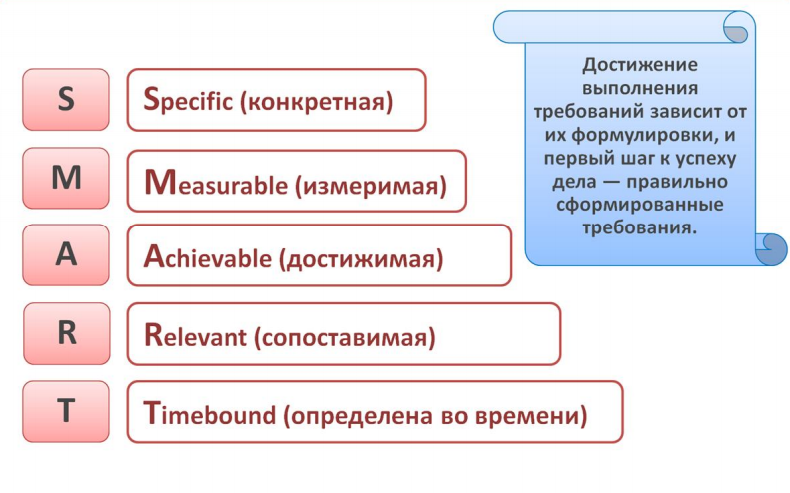 S
Specific (конкретная)
M
Measurable (измеримая)
A
Achievable (достижимая)
R
Relevant (сопоставимая)
T
Timebound (определена во времени)
Достижение
выполнения
требований зависит от
их формулировки, и
первый шаг к успеху
дела — правильно
сформированные
требования.